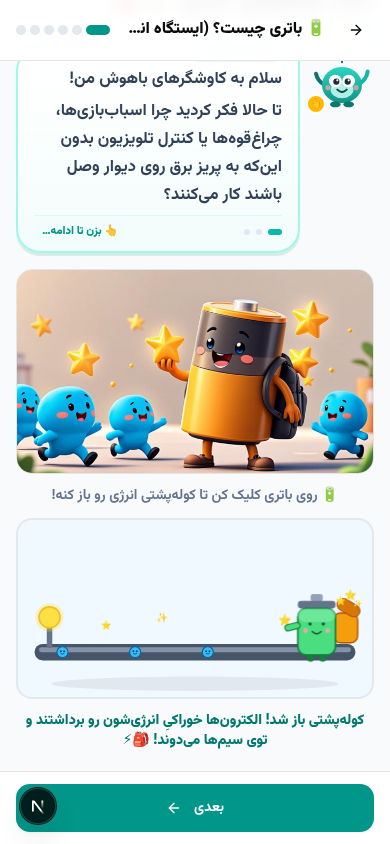 🔋 باتری چیست؟ (ایستگاه ان...
سلام به کاوشگرهای باهوش من!
تا حالا فکر کردید چرا اسباب‌بازی‌ها،
چراغ‌قوه‌ها یا کنترل تلویزیون بدون
این‌که به پریز برق روی دیوار وصل
باشند کار می‌کنند؟
👆 بزن تا ادامه...
🔋 روی باتری کلیک کن تا کوله‌پشتی انرژی رو باز کنه!
کوله‌پشتی باز شد! الکترون‌ها خوراکیِ انرژی‌شون رو برداشتند و
توی سیم‌ها می‌دوند! 🎒⚡
بعدی
N